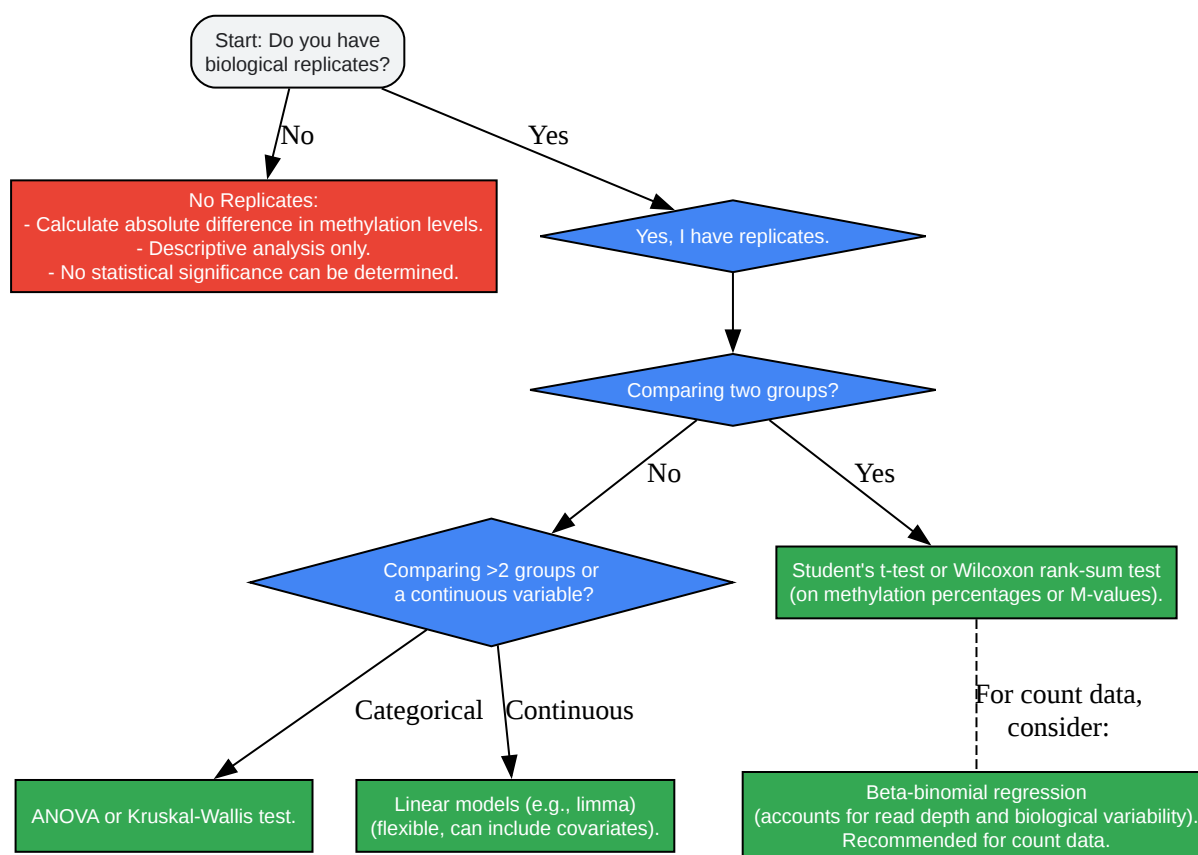 Start: Do you have
biological replicates?
No
Yes
No Replicates:
- Calculate absolute difference in methylation levels.
- Descriptive analysis only.
- No statistical significance can be determined.
Yes, I have replicates.
Comparing two groups?
No
Yes
Comparing >2 groups or
a continuous variable?
Student's t-test or Wilcoxon rank-sum test
(on methylation percentages or M-values).
Categorical
Continuous
For count data,
consider:
ANOVA or Kruskal-Wallis test.
Linear models (e.g., limma)
(flexible, can include covariates).
Beta-binomial regression
(accounts for read depth and biological variability).
Recommended for count data.